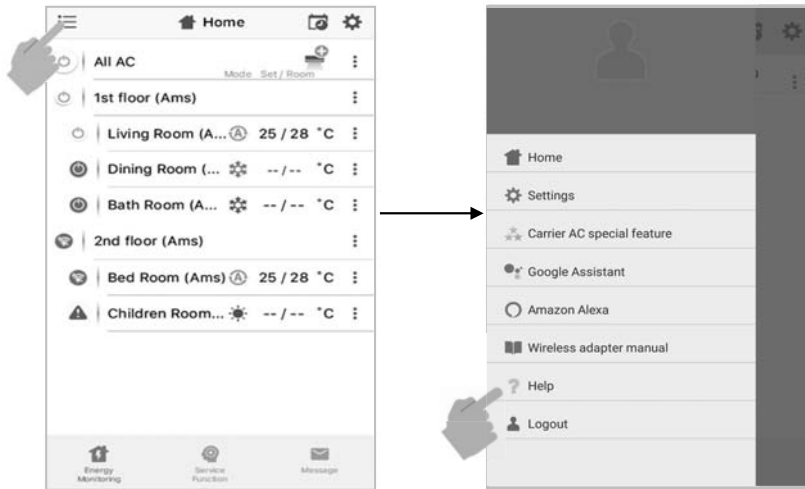 Home
All AC
Mode Set / Room
1st floor (Ams)
Living Room (A... A 25 / 28 °C
Dining Room (... -- / -- °C
Bath Room (A... -- / -- °C
2nd floor (Ams)
Bed Room (Ams) A 25 / 28 °C
Children Room... -- / -- °C
Energy Monitoring
Service Function
Message
Home
Settings
Carrier AC special feature
Google Assistant
Amazon Alexa
Wireless adapter manual
? Help
Logout